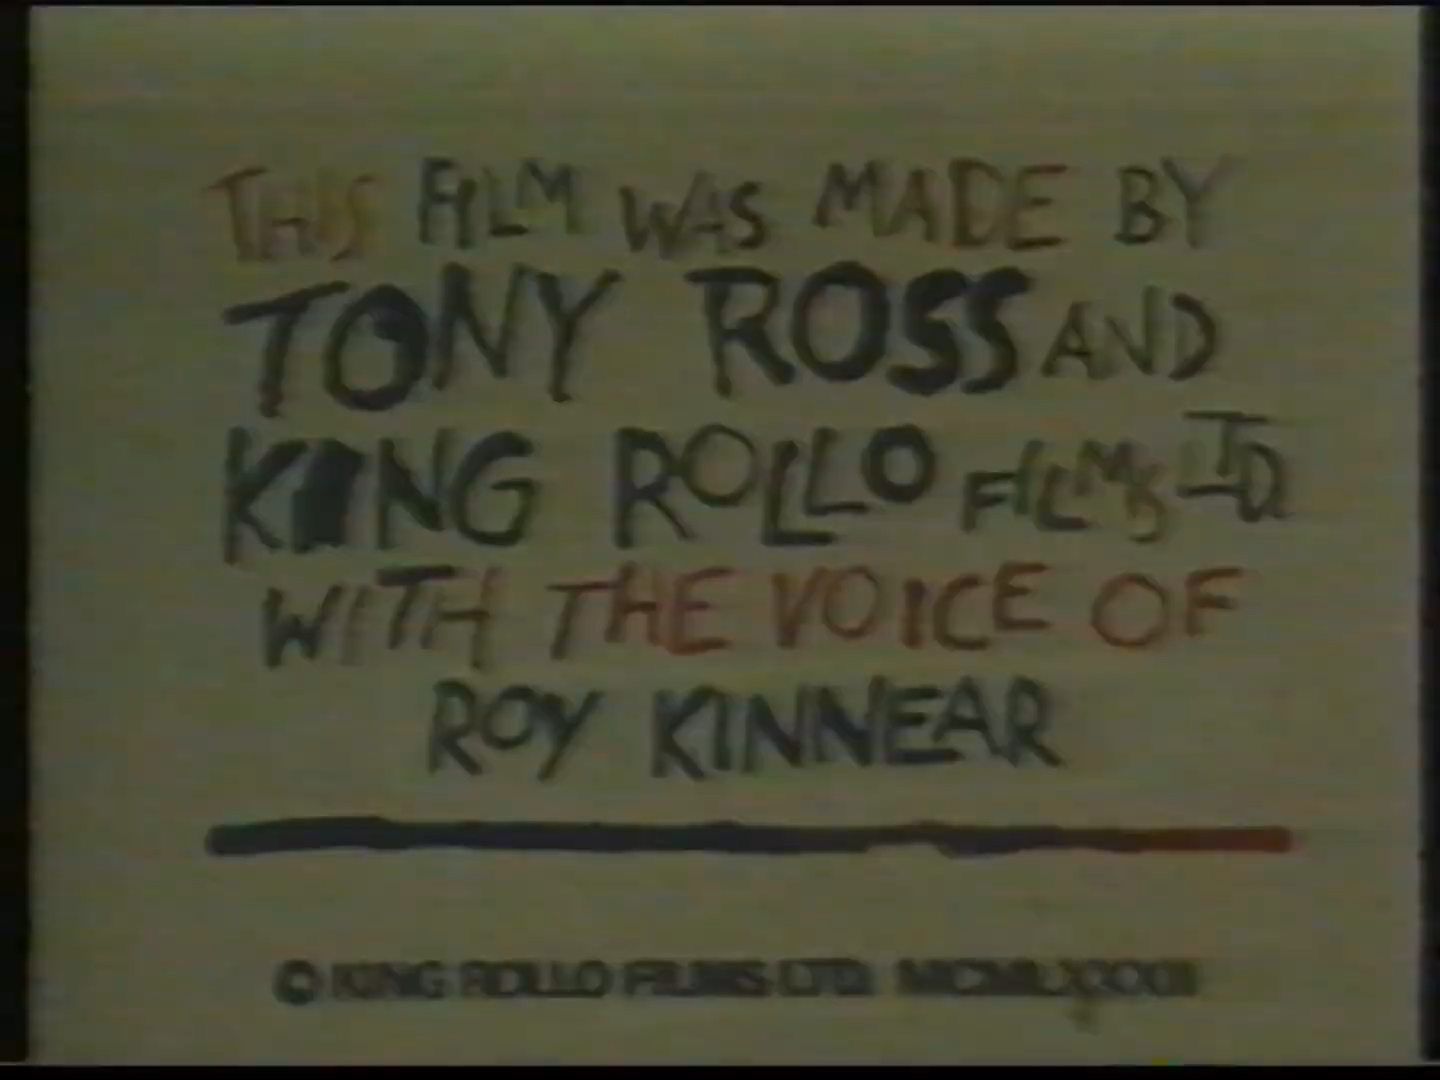 THIS FILM WAS MADE BY
TONY ROSS AND
KING ROLLO FILMS LTD
WITH THE VOICE OF
ROY KINNEAR
© KING ROLLO FILMS LTD.